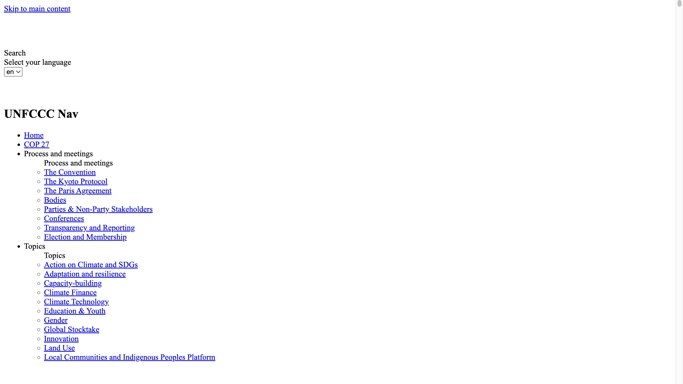 Skip to main content
Search
Select your language
en
UNFCCC Nav
Home
COP 27
Process and meetings
Process and meetings
The Convention
The Kyoto Protocol
The Paris Agreement
Bodies
Parties & Non-Party Stakeholders
Conferences
Transparency and Reporting
Election and Membership
Topics
Topics
Action on Climate and SDGs
Adaptation and resilience
Capacity-building
Climate Finance
Climate Technology
Education & Youth
Gender
Global Stocktake
Innovation
Land Use
Local Communities and Indigenous Peoples Platform